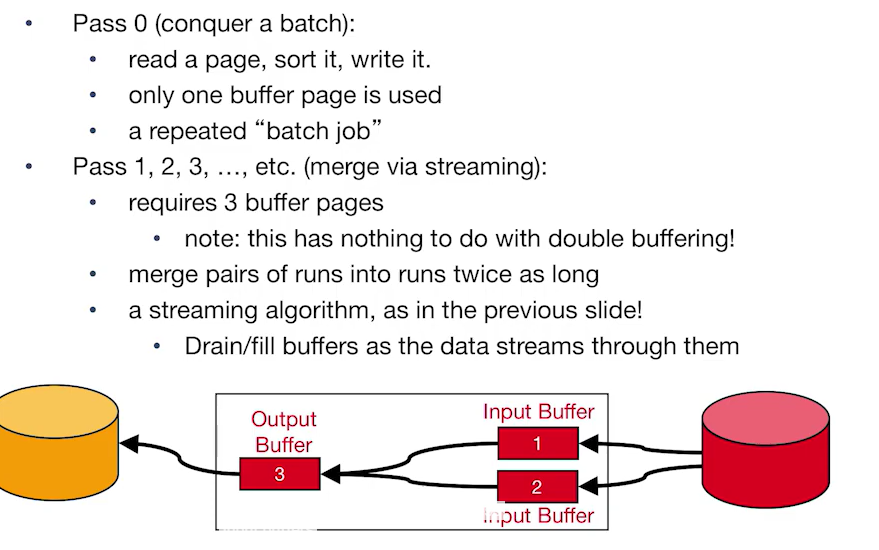 • Pass 0 (conquer a batch):
• read a page, sort it, write it.
• only one buffer page is used
• a repeated “batch job”
• Pass 1, 2, 3, …, etc. (merge via streaming):
• requires 3 buffer pages
• note: this has nothing to do with double buffering!
• merge pairs of runs into runs twice as long
• a streaming algorithm, as in the previous slide!
• Drain/fill buffers as the data streams through them
Output
Buffer
3
Input Buffer
1
2
Input Buffer